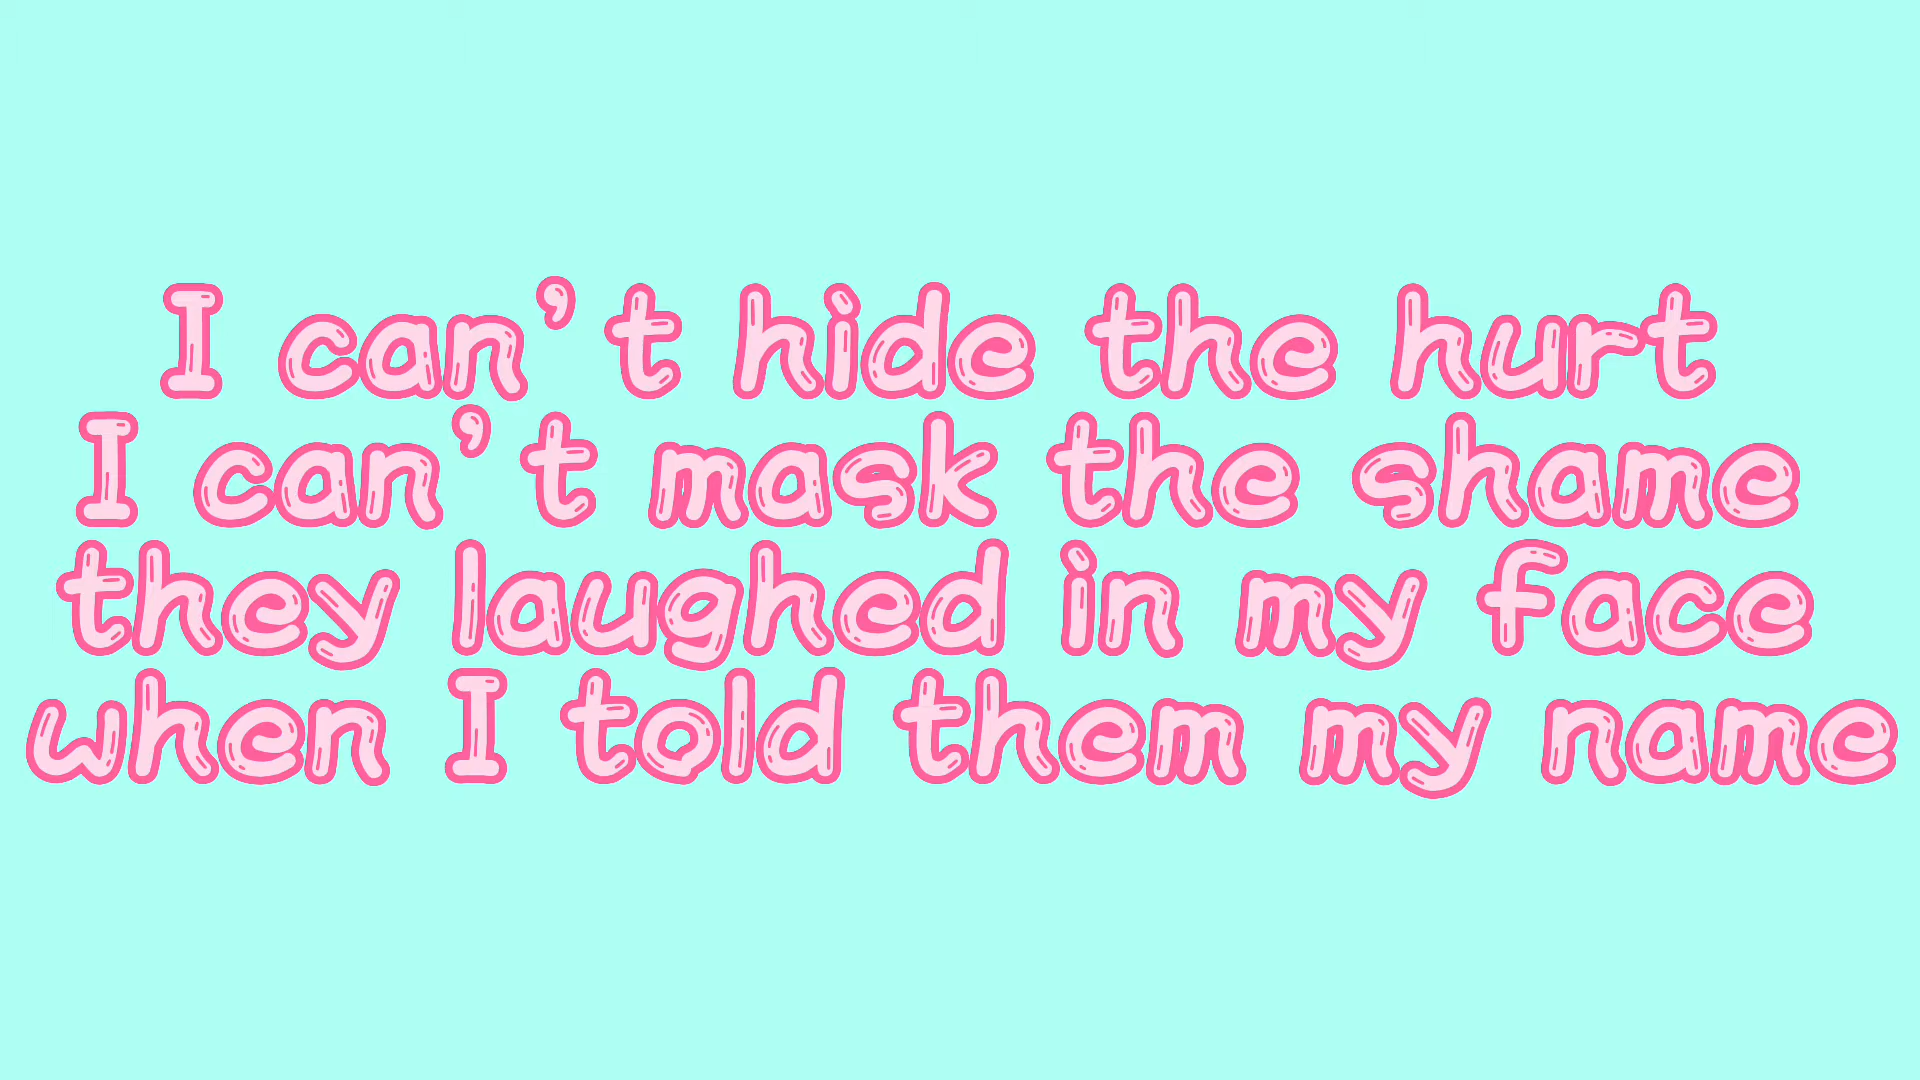 I can’t hide the hurt
I can’t mask the shame
they laughed in my face
when I told them my name